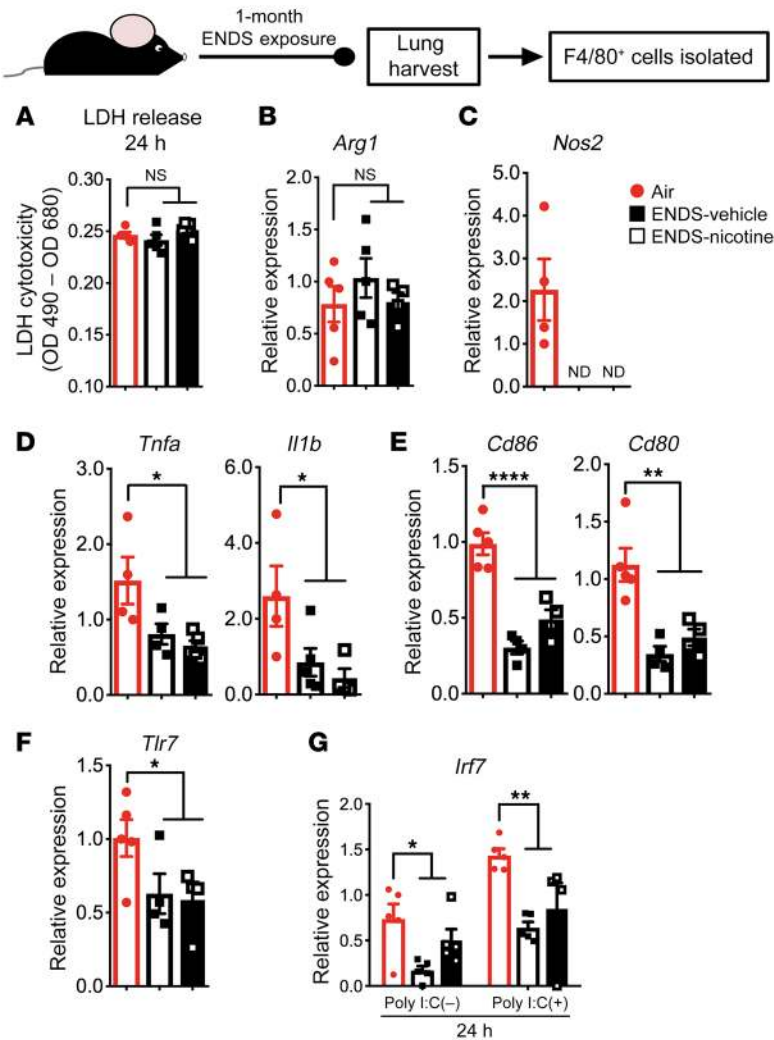 1-month
ENDS exposure
Lung
harvest
F4/80⁺ cells isolated
A
LDH release
24 h
LDH cytotoxicity
(OD 490 – OD 680)
0.30
0.25
0.20
0.15
0.10
NS
B
Arg1
Relative expression
2.0
1.5
1.0
0.5
0.0
NS
C
Nos2
Relative expression
5.0
4.0
3.0
2.0
1.0
0.0
ND ND
Air
ENDS-vehicle
ENDS-nicotine
D
Tnfa
Relative expression
3.0
2.0
1.0
0.0
*
Il1b
6.0
4.0
2.0
0.0
*
E
Cd86
Relative expression
1.5
1.0
0.5
0.0
****
Cd80
2.0
1.5
1.0
0.5
0.0
**
F
Tlr7
Relative expression
1.5
1.0
0.5
0.0
*
G
Irf7
Relative expression
2.0
1.5
1.0
0.5
0.0
*
**
Poly I:C(–) Poly I:C(+)
24 h